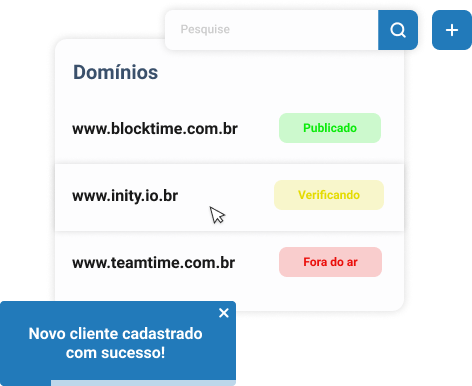 Pesquise
Domínios
www.blocktime.com.br
Publicado
www.inity.io.br
Verificando
www.teamtime.com.br
Fora do ar
Novo cliente cadastrado
com sucesso!